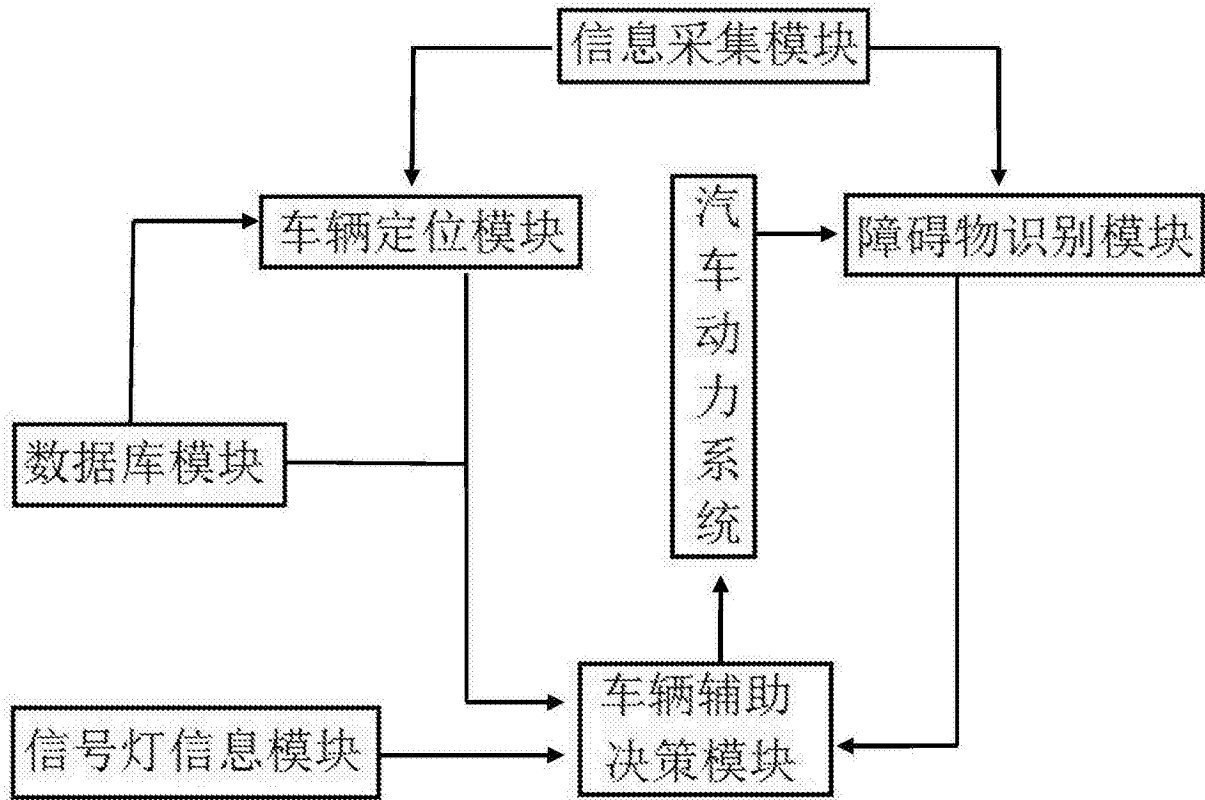 信息采集模块
车辆定位模块
汽车动力系统
障碍物识别模块
数据库模块
车辆辅助
决策模块
信号灯信息模块